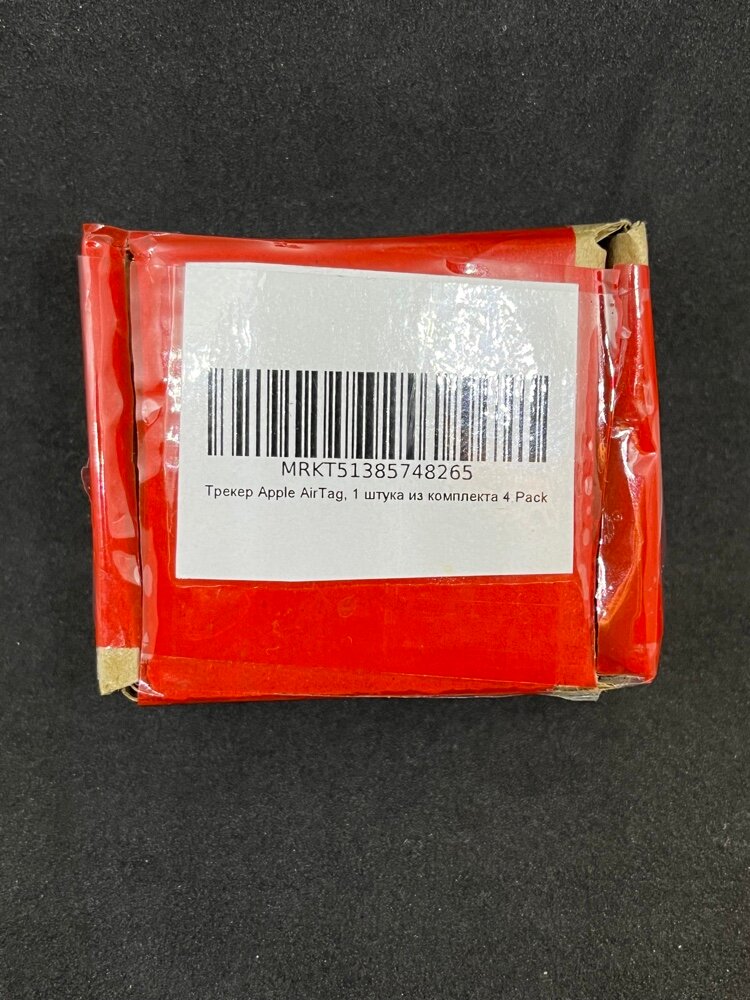 MRKT51385748265
Трекер Apple AirTag, 1 штука из комплекта 4 Pack